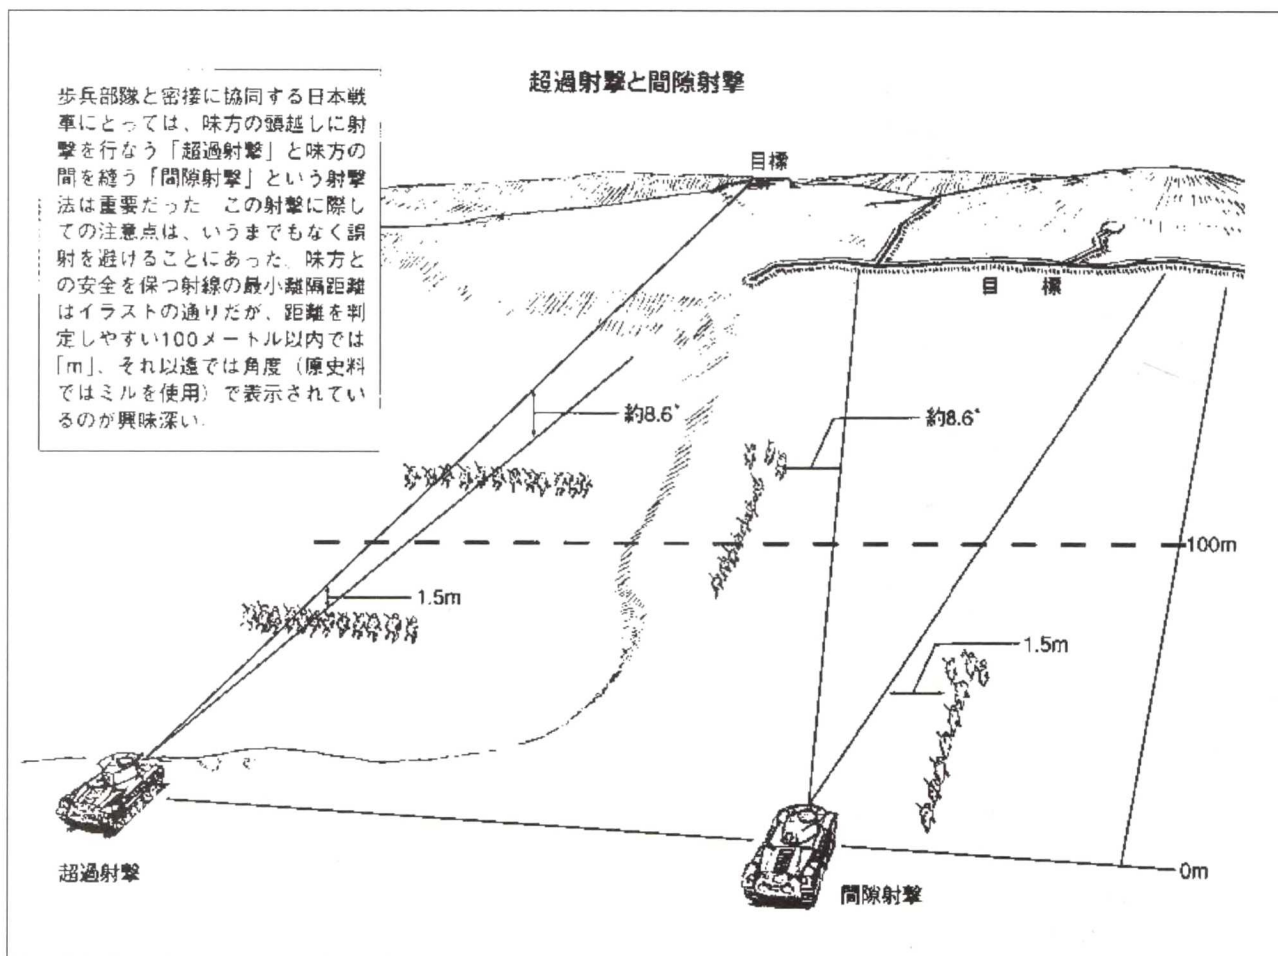 超過射撃と間隙射撃
歩兵部隊と密接に協同する日本戦
車にとっては、味方の頭越しに射
撃を行なう「超過射撃」と味方の
間を縫う「間隙射撃」という射撃
法は重要だった この射撃に際し
ての注意点は、いうまでもなく誤
射を避けることにあった。味方と
の安全を保つ射線の最小離隔距離
はイラストの通りだが、距離を判
定しやすい100メートル以内では
「m」、それ以遠では角度（原史料
ではミルを使用）で表示されてい
るのが興味深い.
目標
目 標
約8.6°
約8.6°
100m
1.5m
1.5m
0m
超過射撃
間隙射撃